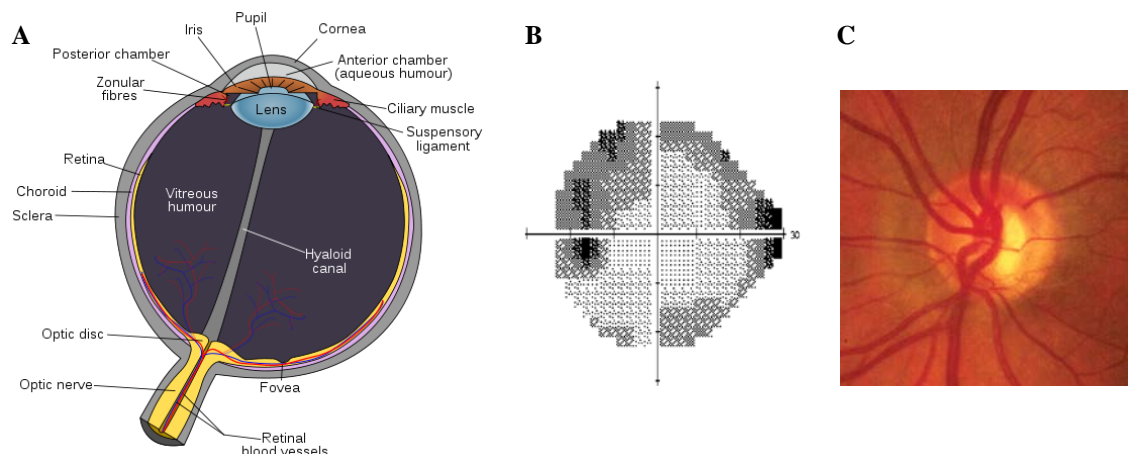 A
Pupil
Iris
Cornea
Posterior chamber
Anterior chamber
(aqueous humour)
Zonular
fibres
Lens
Ciliary muscle
Suspensory
ligament
Retina
Choroid
Sclera
Vitreous
humour
Hyaloid
canal
Optic disc
Optic nerve
Fovea
Retinal
blood vessels
B
30
C